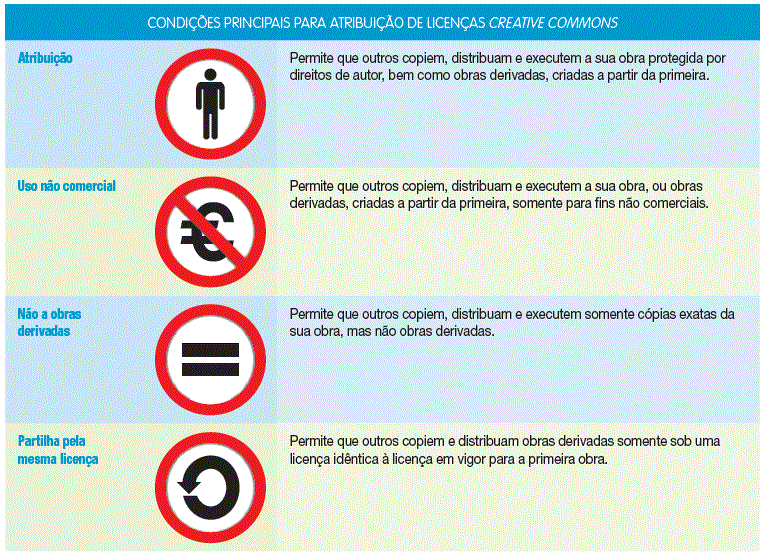 CONDIÇÕES PRINCIPAIS PARA ATRIBUIÇÃO DE LICENÇAS CREATIVE COMMONS
Atribuição
Permite que outros copiem, distribuam e executem a sua obra protegida por
direitos de autor, bem como obras derivadas, criadas a partir da primeira.
Uso não comercial
Permite que outros copiem, distribuam e executem a sua obra, ou obras
derivadas, criadas a partir da primeira, somente para fins não comerciais.
Não a obras
derivadas
Permite que outros copiem, distribuam e executem somente cópias exatas da
sua obra, mas não obras derivadas.
Partilha pela
mesma licença
Permite que outros copiem e distribuam obras derivadas somente sob uma
licença idêntica à licença em vigor para a primeira obra.